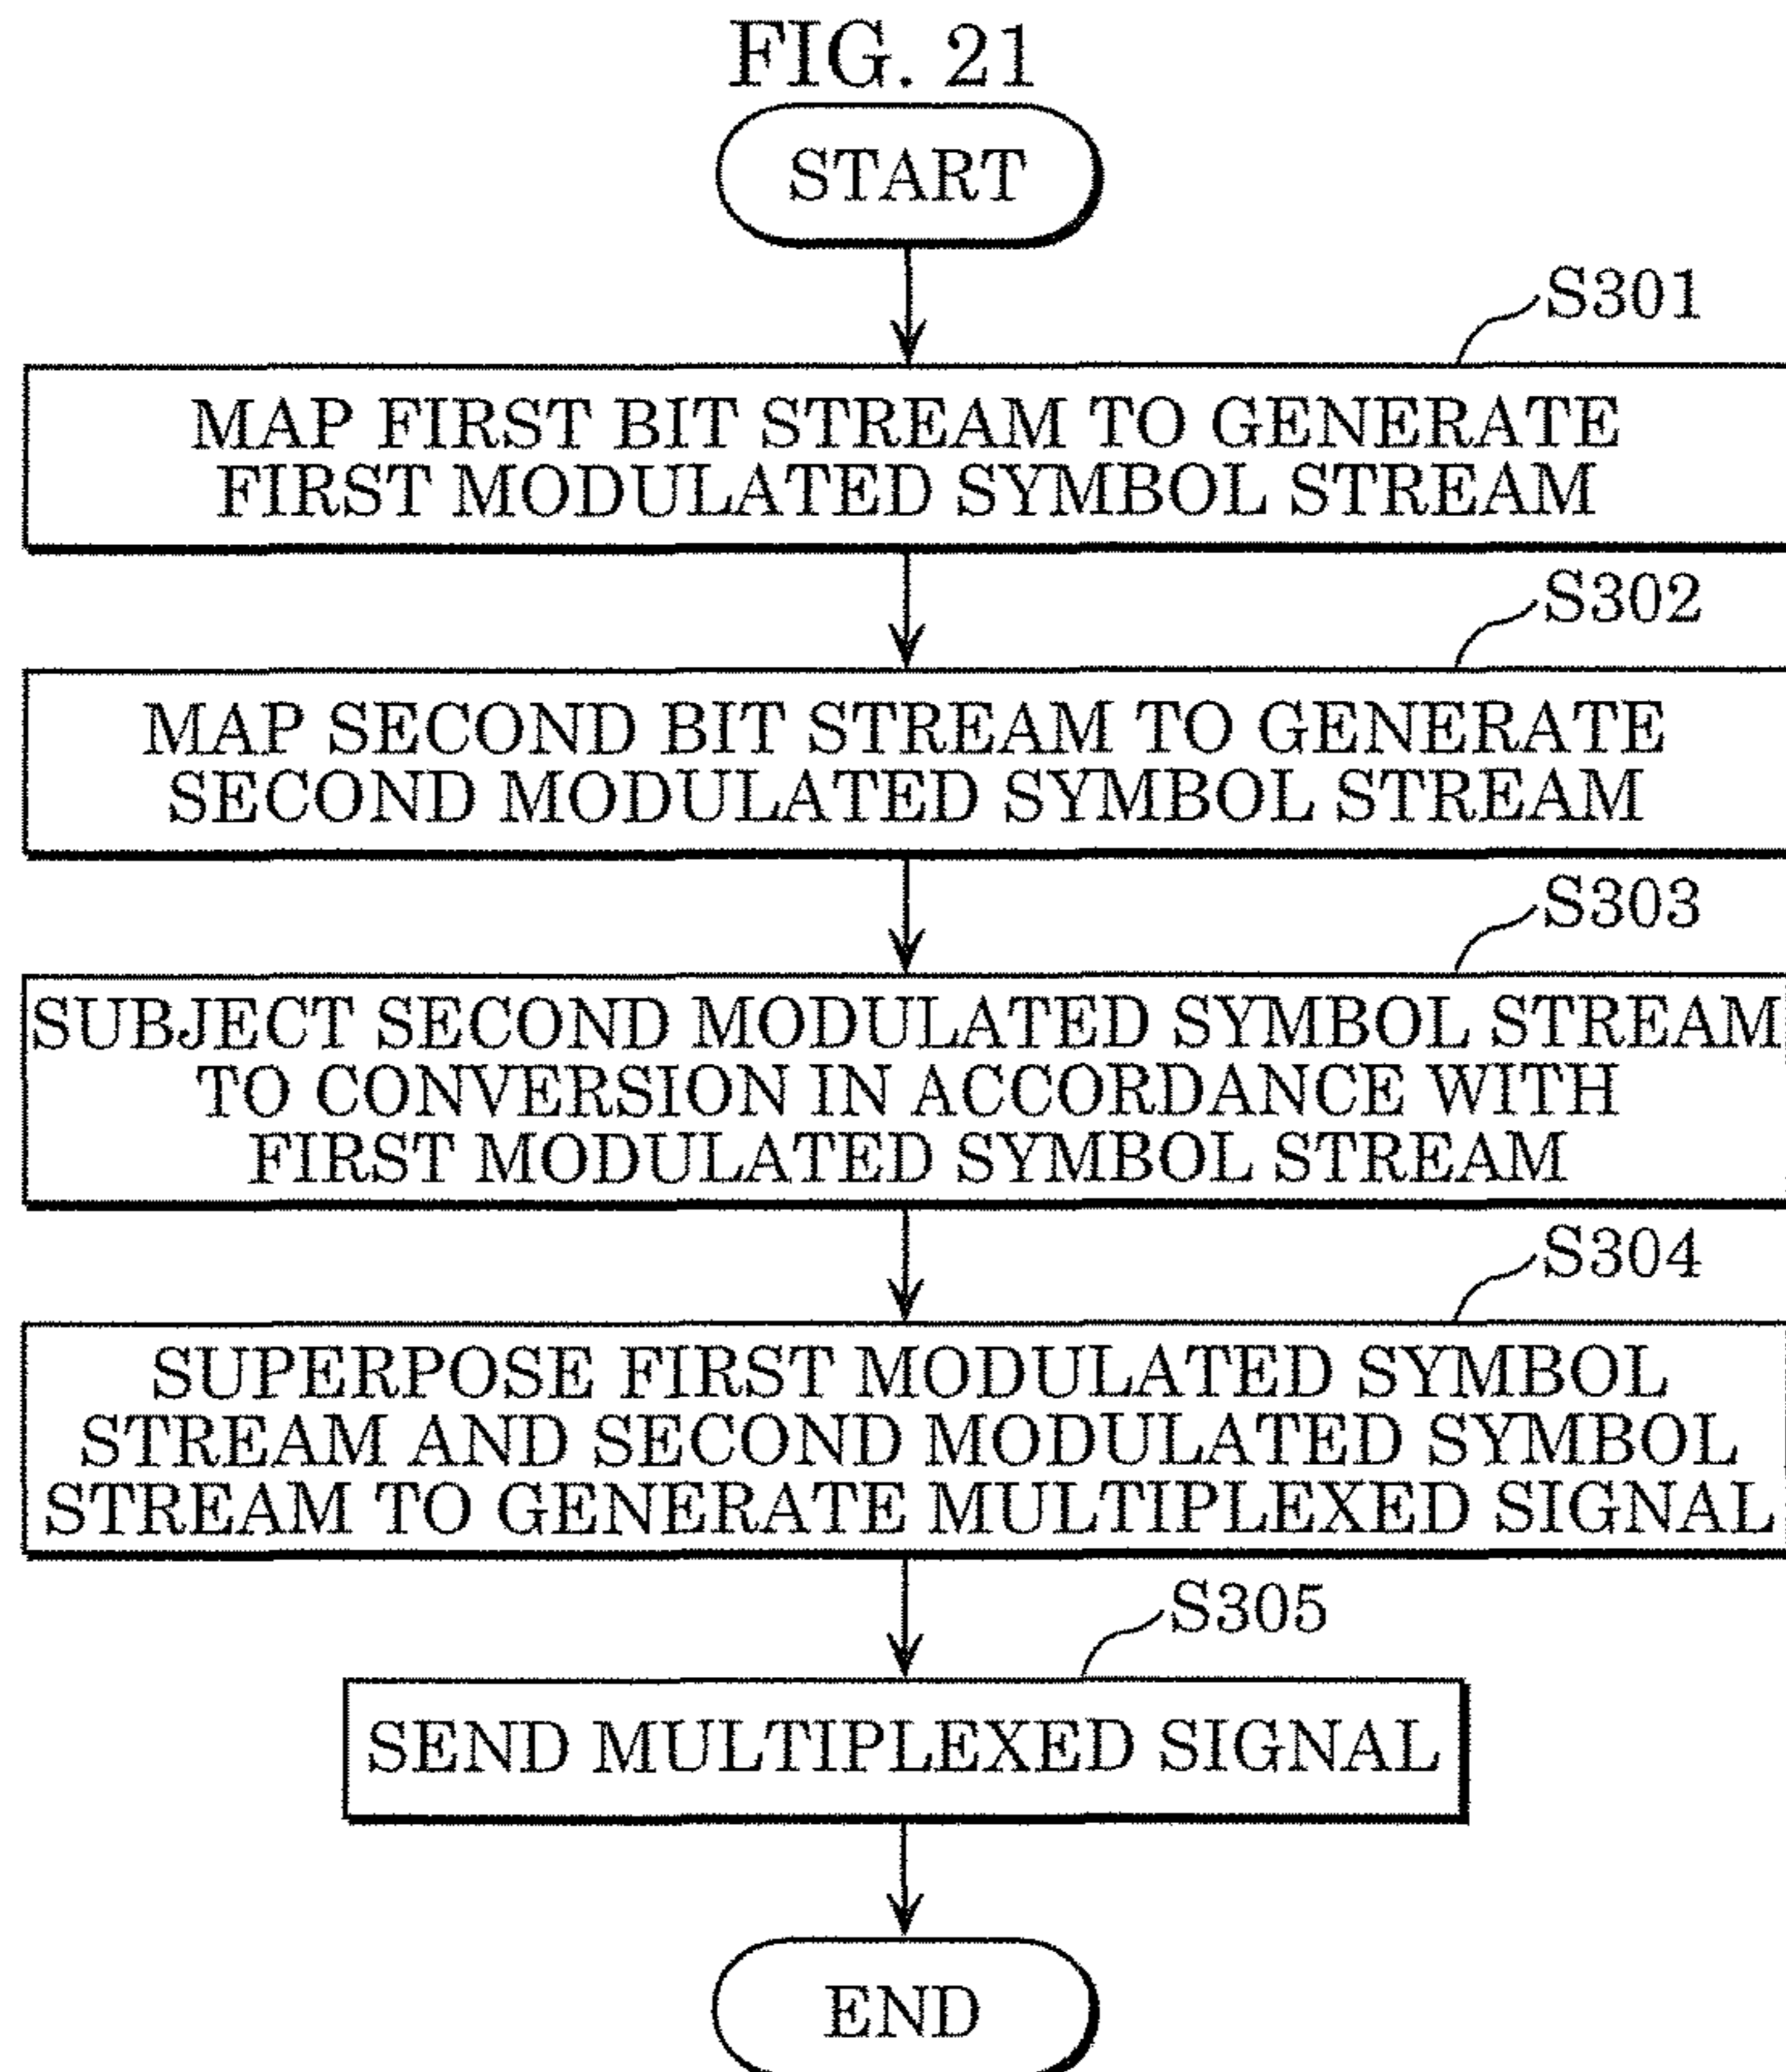 FIG. 21
START
S301
MAP FIRST BIT STREAM TO GENERATE
FIRST MODULATED SYMBOL STREAM
S302
MAP SECOND BIT STREAM TO GENERATE
SECOND MODULATED SYMBOL STREAM
S303
SUBJECT SECOND MODULATED SYMBOL STREAM
TO CONVERSION IN ACCORDANCE WITH
FIRST MODULATED SYMBOL STREAM
S304
SUPERPOSE FIRST MODULATED SYMBOL
STREAM AND SECOND MODULATED SYMBOL
STREAM TO GENERATE MULTIPLEXED SIGNAL
S305
SEND MULTIPLEXED SIGNAL
END